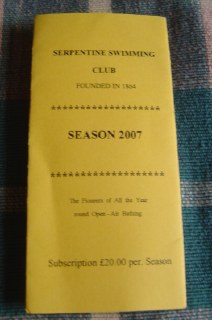 SERPENTINE SWIMMING
CLUB
FOUNDED IN 1864
*******************
SEASON 2007
*******************
The Pioneers of All the Year
round Open -Air Bathing
Subscription £20.00 per. Season